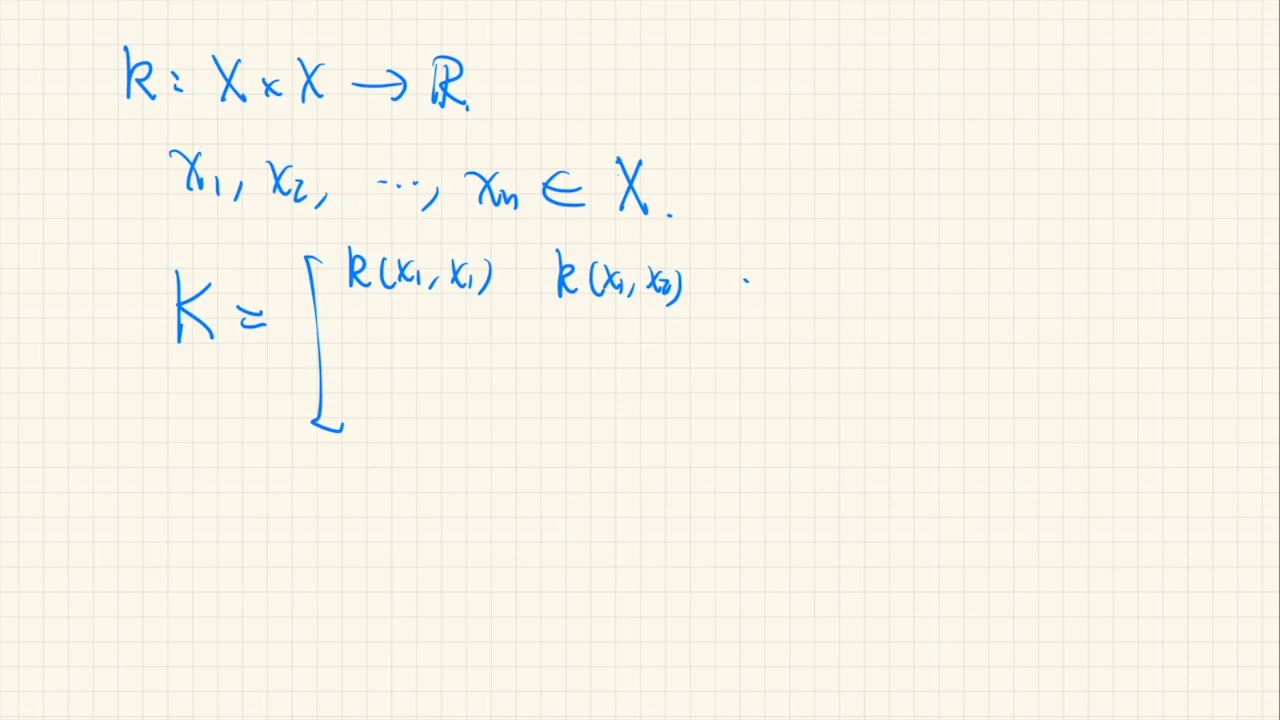 k: X × X → ℝ.
x₁, x₂, ..., xₙ ∈ X.
K = [ k(x₁, x₁) k(x₁, x₂) .